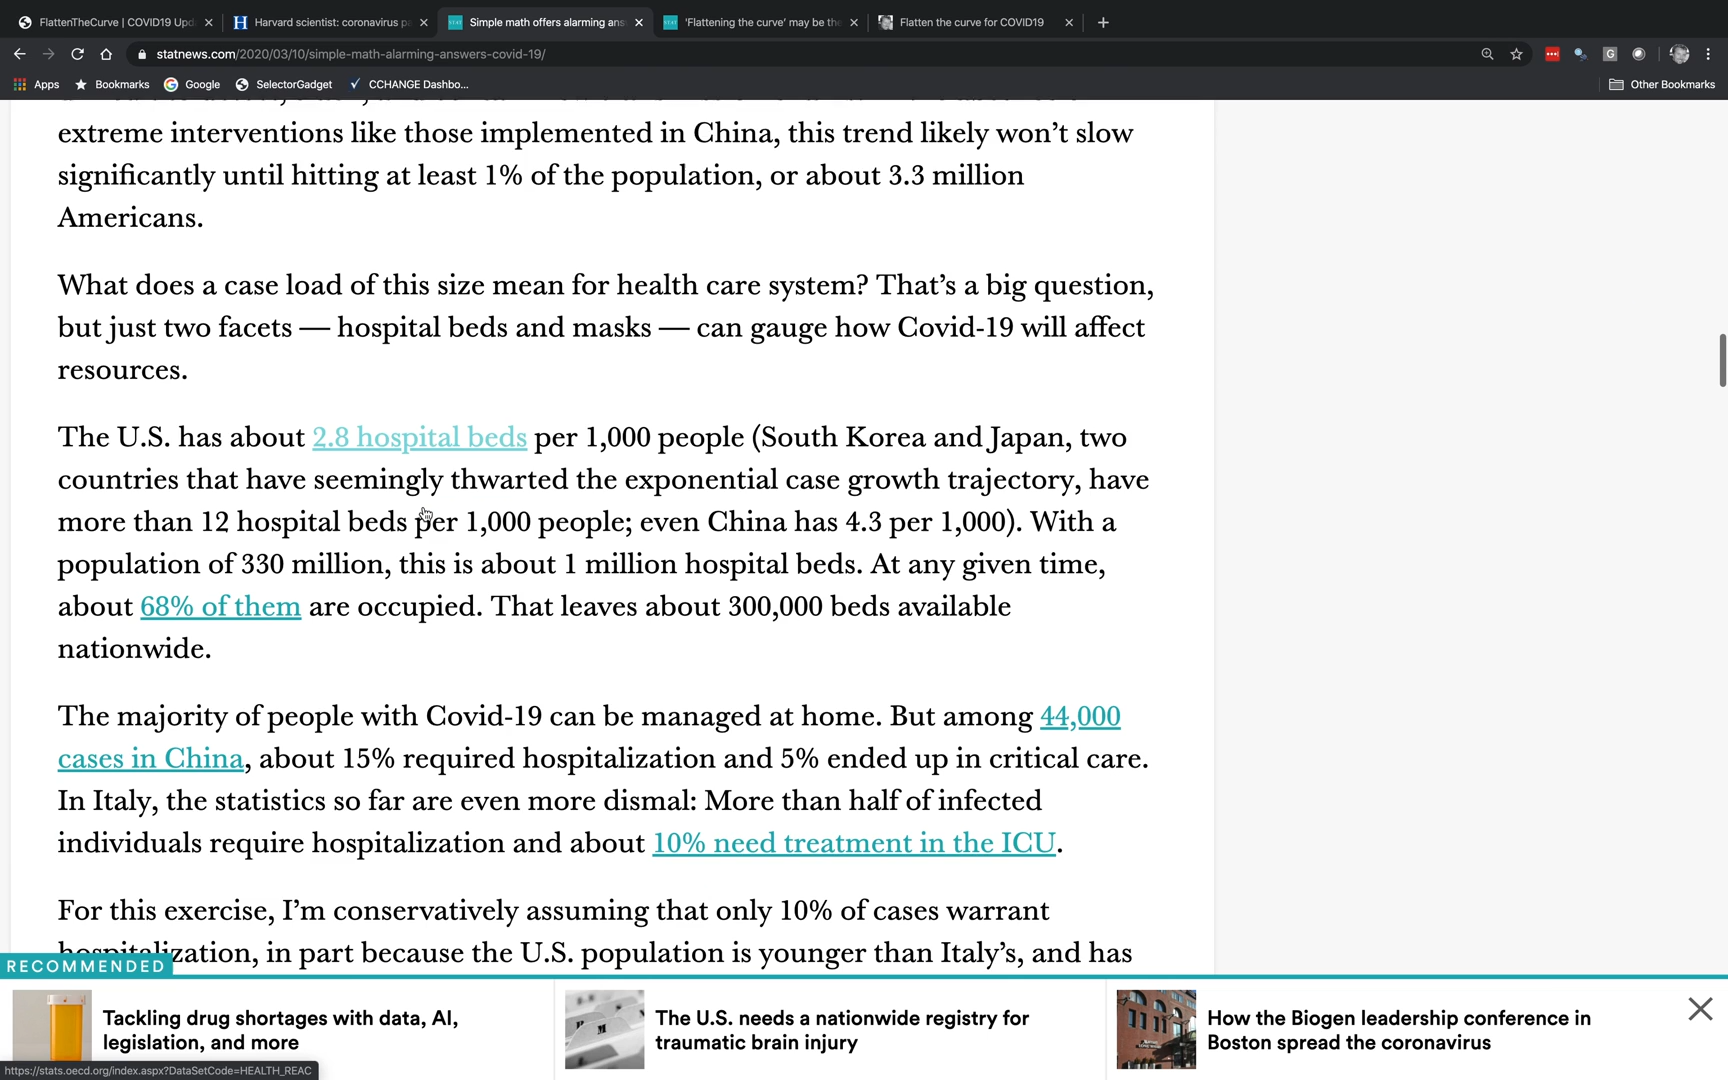 FlattenTheCurve | COVID19 Upd
Harvard scientist: coronavirus pa
Simple math offers alarming ans
'Flattening the curve' may be the
Flatten the curve for COVID19
statnews.com/2020/03/10/simple-math-alarming-answers-covid-19/
Apps
Bookmarks
Google
SelectorGadget
CCHANGE Dashbo...
Other Bookmarks
extreme interventions like those implemented in China, this trend likely won’t slow
significantly until hitting at least 1% of the population, or about 3.3 million
Americans.
What does a case load of this size mean for health care system? That’s a big question,
but just two facets — hospital beds and masks — can gauge how Covid-19 will affect
resources.
The U.S. has about 2.8 hospital beds per 1,000 people (South Korea and Japan, two
countries that have seemingly thwarted the exponential case growth trajectory, have
more than 12 hospital beds per 1,000 people; even China has 4.3 per 1,000). With a
population of 330 million, this is about 1 million hospital beds. At any given time,
about 68% of them are occupied. That leaves about 300,000 beds available
nationwide.
The majority of people with Covid-19 can be managed at home. But among 44,000
cases in China, about 15% required hospitalization and 5% ended up in critical care.
In Italy, the statistics so far are even more dismal: More than half of infected
individuals require hospitalization and about 10% need treatment in the ICU.
For this exercise, I’m conservatively assuming that only 10% of cases warrant
hospitalization, in part because the U.S. population is younger than Italy’s, and has
RECOMMENDED
Tackling drug shortages with data, AI,
legislation, and more
The U.S. needs a nationwide registry for
traumatic brain injury
How the Biogen leadership conference in
Boston spread the coronavirus
https://stats.oecd.org/index.aspx?DataSetCode=HEALTH_REAC